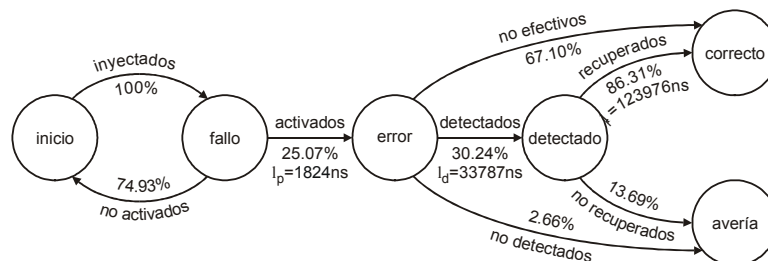 inyectados
100%
inicio
fallo
74.93%
no activados
activados
25.07%
lp=1824ns
error
no efectivos
67.10%
detectados
30.24%
ld=33787ns
detectado
recuperados
86.31%
=123976ns
correcto
13.69%
no recuperados
2.66%
no detectados
avería